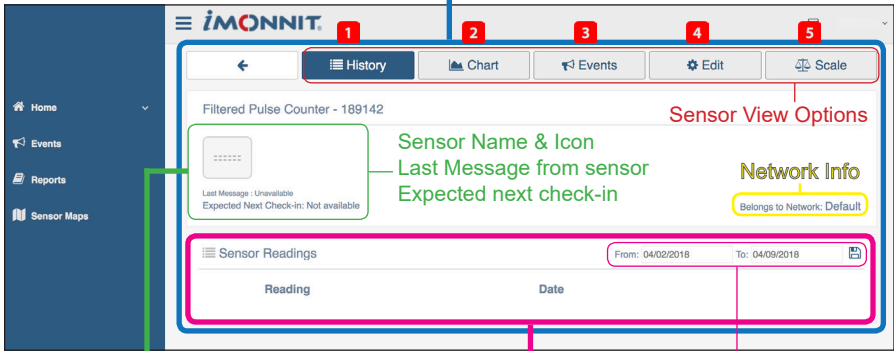 iMONNIT.
1
2
3
4
5
History
Chart
Events
Edit
Scale
Home
Events
Reports
Sensor Maps
Filtered Pulse Counter - 189142
Sensor View Options
Sensor Name & Icon
Last Message from sensor
Expected next check-in
Last Message : Unavailable
Expected Next Check-in: Not available
Network Info
Belongs to Network: Default
Sensor Readings
From: 04/02/2018 To: 04/09/2018
Reading Date